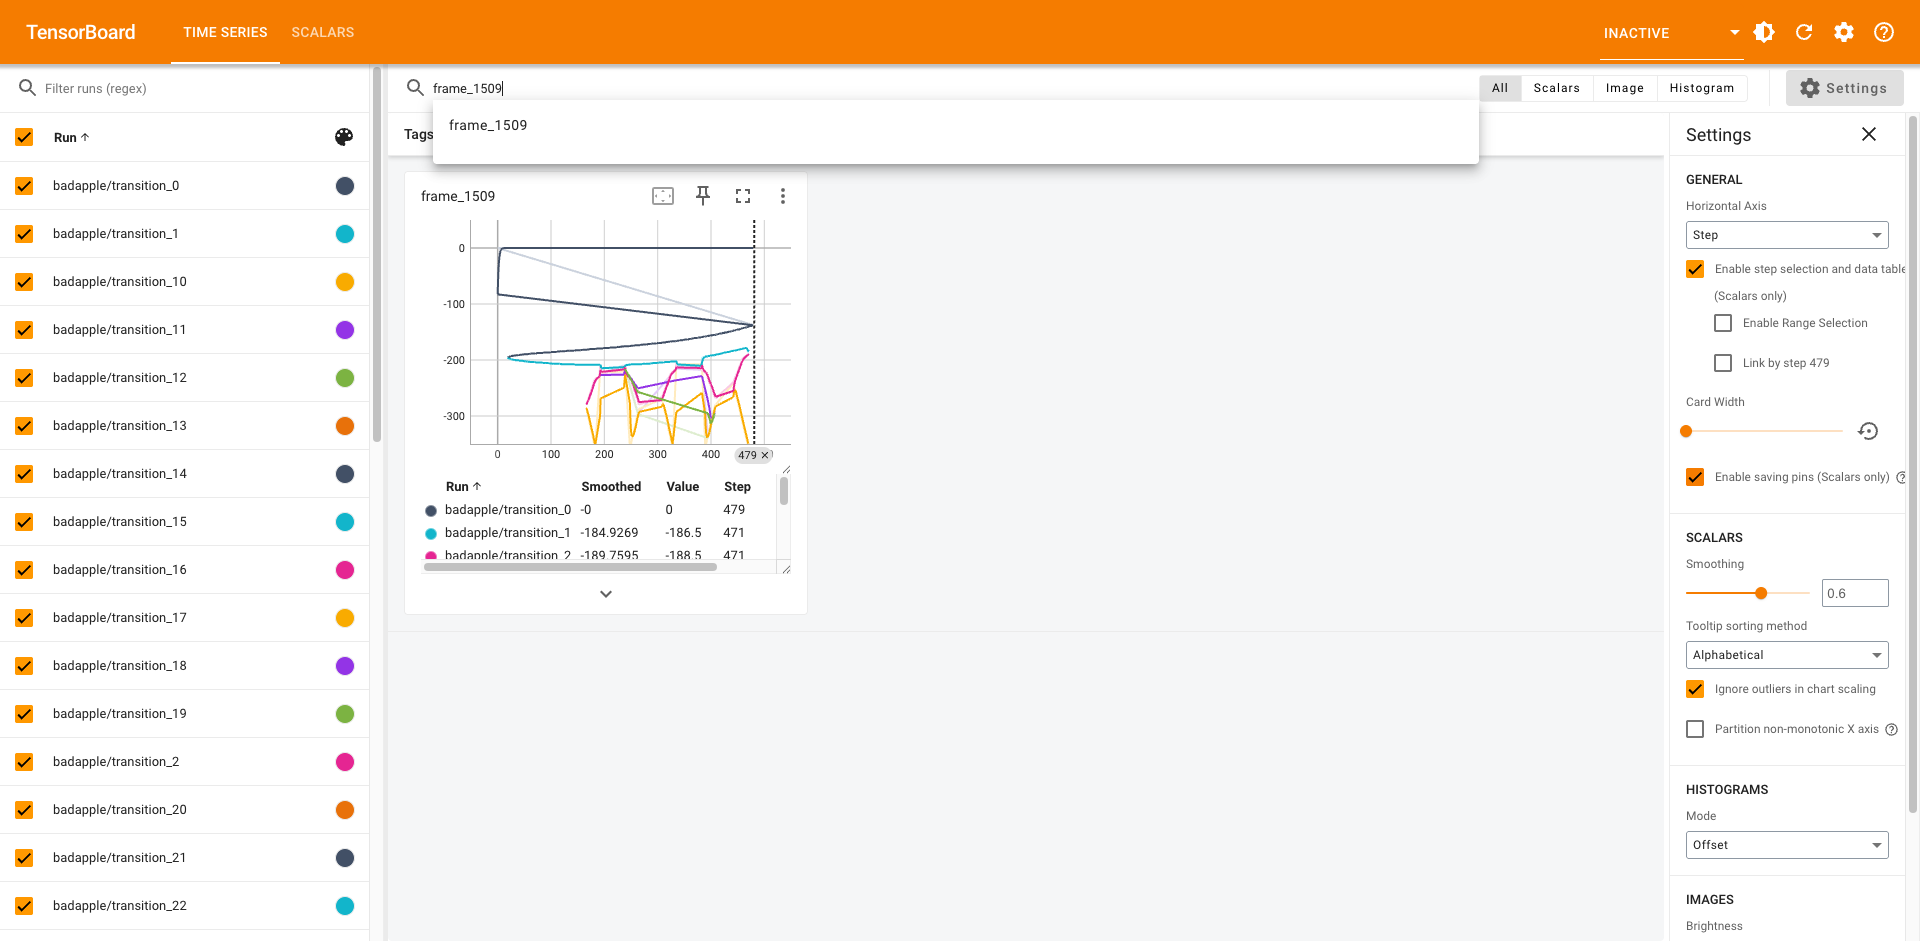 TensorBoard
TIME SERIES
SCALARS
INACTIVE
Filter runs (regex)
frame_1509
All
Scalars
Image
Histogram
Settings
frame_1509
Run
Tags
Settings
badapple/transition_0
badapple/transition_1
badapple/transition_10
badapple/transition_11
badapple/transition_12
badapple/transition_13
badapple/transition_14
badapple/transition_15
badapple/transition_16
badapple/transition_17
badapple/transition_18
badapple/transition_19
badapple/transition_2
badapple/transition_20
badapple/transition_21
badapple/transition_22
frame_1509
0
-100
-200
-300
0 100 200 300 400 479
Run Smoothed Value Step
badapple/transition_0 -0 0 479
badapple/transition_1 -184.9269 -186.5 471
badapple/transition_2 -189.7595 -188.5 471
GENERAL
Horizontal Axis
Step
Enable step selection and data table
(Scalars only)
Enable Range Selection
Link by step 479
Card Width
Enable saving pins (Scalars only)
SCALARS
Smoothing
0.6
Tooltip sorting method
Alphabetical
Ignore outliers in chart scaling
Partition non-monotonic X axis
HISTOGRAMS
Mode
Offset
IMAGES
Brightness